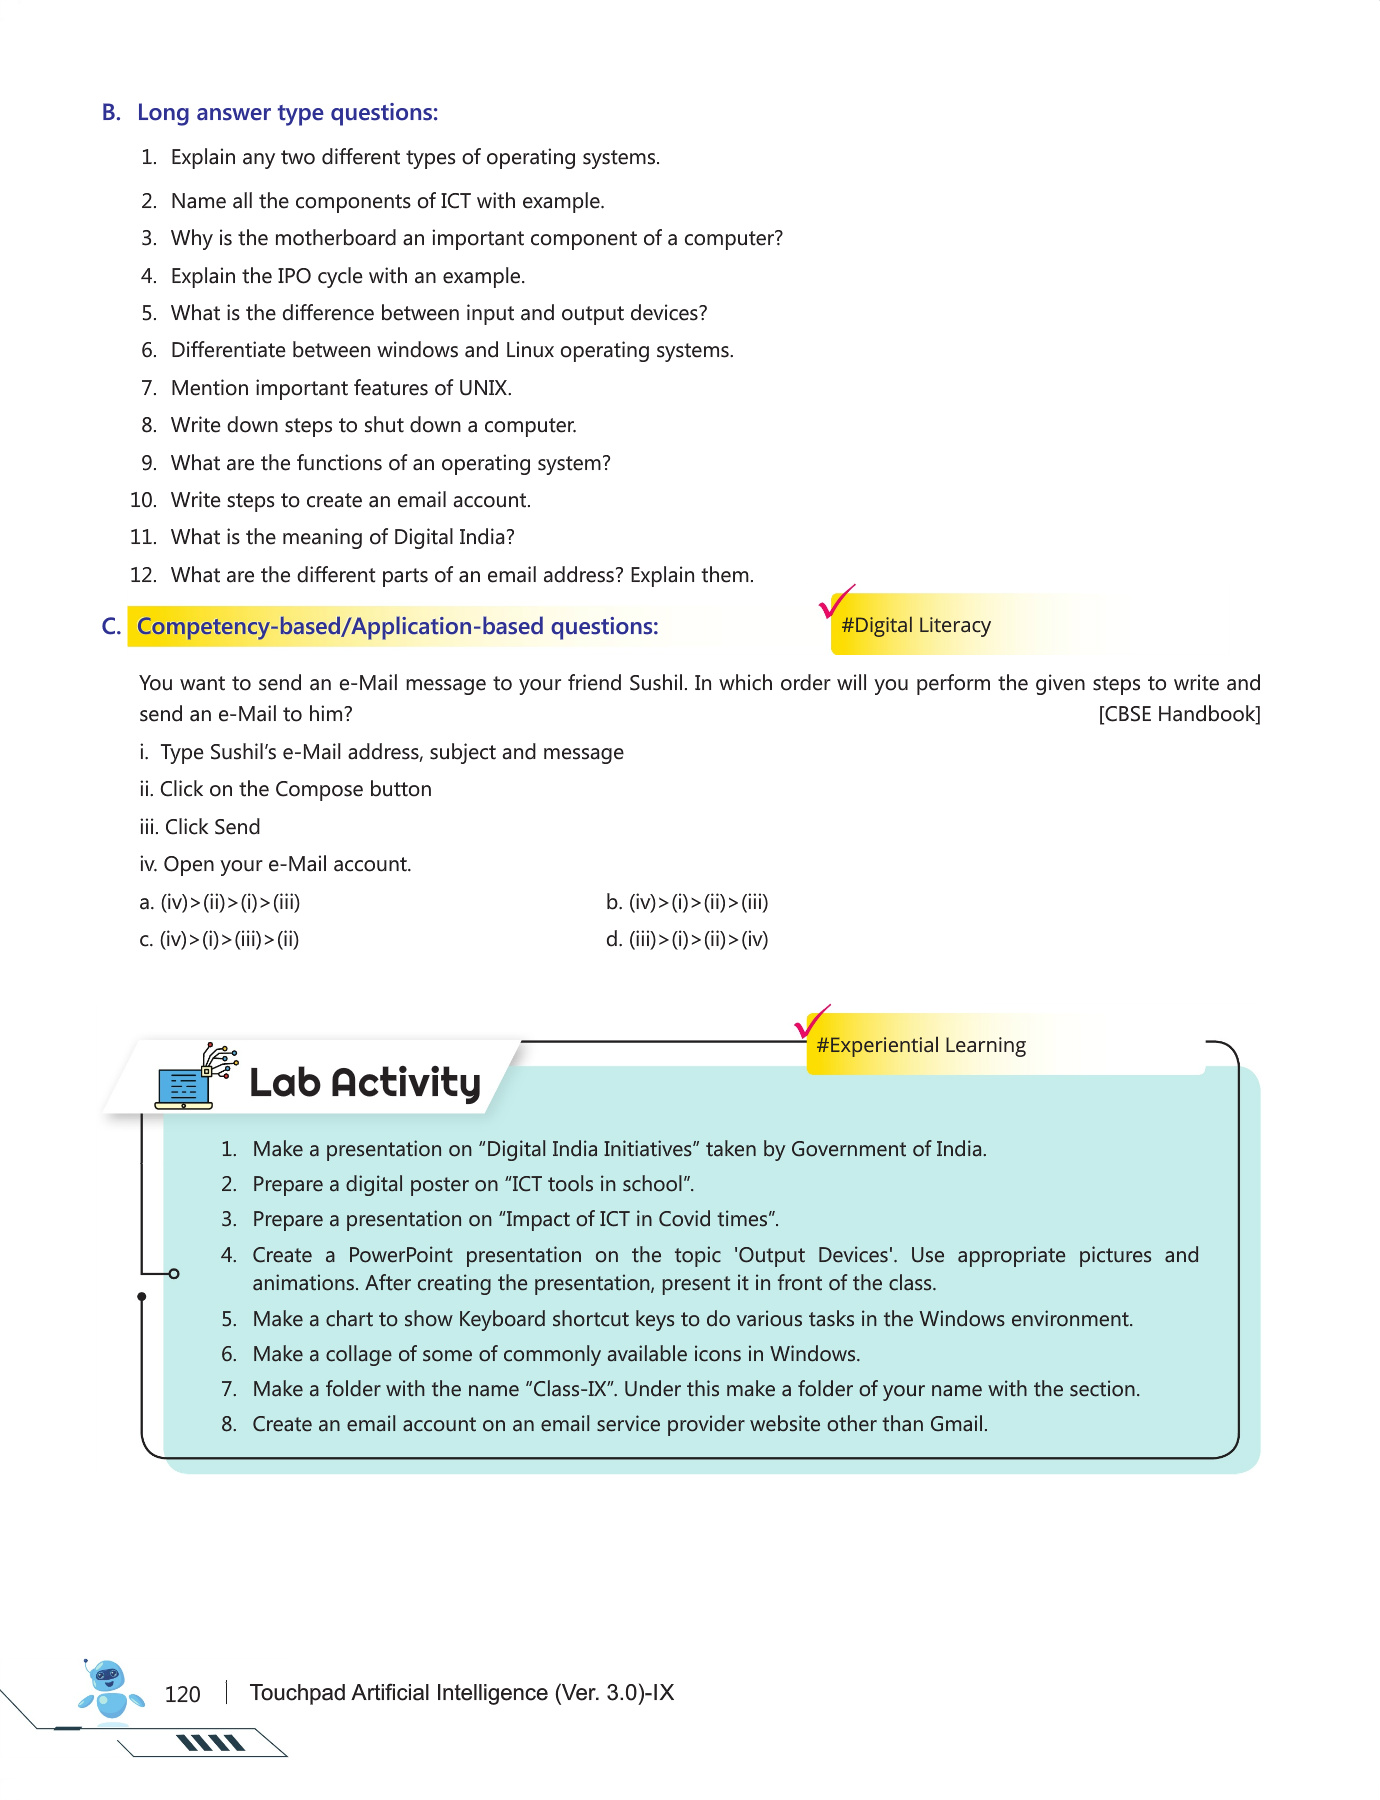 B. Long answer type questions:
1. Explain any two different types of operating systems.
2. Name all the components of ICT with example.
3. Why is the motherboard an important component of a computer?
4. Explain the IPO cycle with an example.
5. What is the difference between input and output devices?
6. Differentiate between windows and Linux operating systems.
7. Mention important features of UNIX.
8. Write down steps to shut down a computer.
9. What are the functions of an operating system?
10. Write steps to create an email account.
11. What is the meaning of Digital India?
12. What are the different parts of an email address? Explain them.
C. Competency-based/Application-based questions: #Digital Literacy
You want to send an e-Mail message to your friend Sushil. In which order will you perform the given steps to write and
send an e-Mail to him? [CBSE Handbook]
i. Type Sushil’s e-Mail address, subject and message
ii. Click on the Compose button
iii. Click Send
iv. Open your e-Mail account.
a. (iv)>(ii)>(i)>(iii) b. (iv)>(i)>(ii)>(iii)
c. (iv)>(i)>(iii)>(ii) d. (iii)>(i)>(ii)>(iv)
#Experiential Learning
Lab Activity
1. Make a presentation on “Digital India Initiatives” taken by Government of India.
2. Prepare a digital poster on “ICT tools in school”.
3. Prepare a presentation on “Impact of ICT in Covid times”.
4. Create a PowerPoint presentation on the topic 'Output Devices'. Use appropriate pictures and
animations. After creating the presentation, present it in front of the class.
5. Make a chart to show Keyboard shortcut keys to do various tasks in the Windows environment.
6. Make a collage of some of commonly available icons in Windows.
7. Make a folder with the name “Class-IX”. Under this make a folder of your name with the section.
8. Create an email account on an email service provider website other than Gmail.
120 Touchpad Artificial Intelligence (Ver. 3.0)-IX